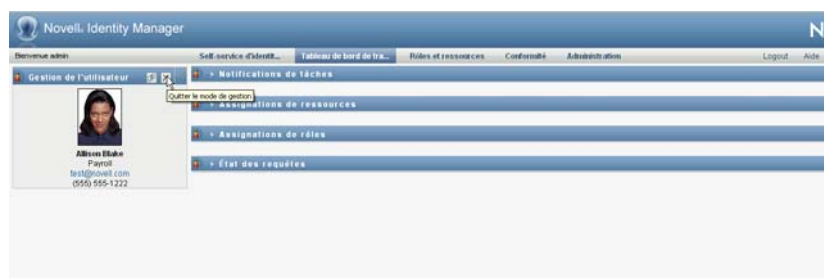 Novell® Identity Manager
N
Bienvenue admin
Self-service d'identit...
Tableau de bord de tra...
Rôles et ressources
Conformité
Administration
Logout
Aide
Gestion de l'utilisateur
Quitter le mode de gestion
Notifications de tâches
Assignations de ressources
Assignations de rôles
État des requêtes
Allison Blake
Payroll
test@novell.com
(555) 555-1222